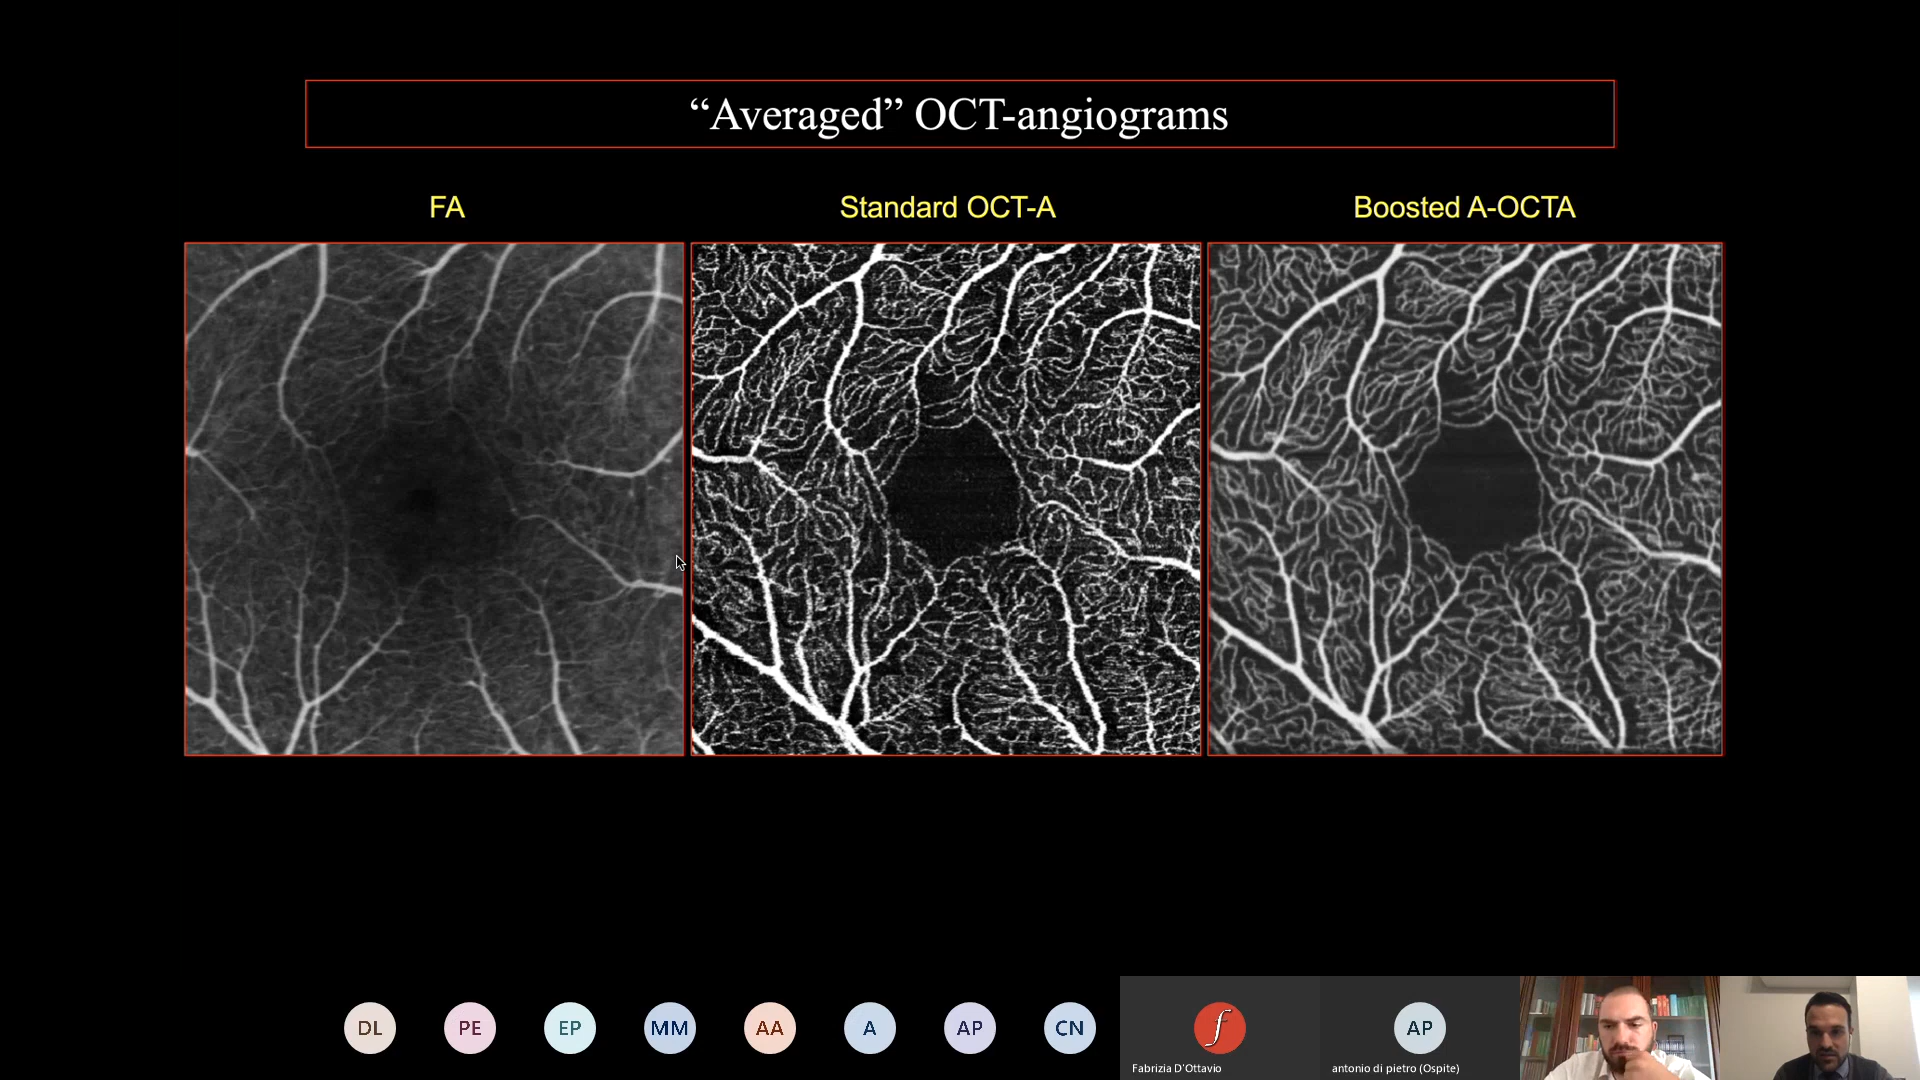 “Averaged” OCT-angiograms
FA
Standard OCT-A
Boosted A-OCTA
DL
PE
EP
MM
AA
A
AP
CN
f
Fabrizia D'Ottavio
AP
antonio di pietro (Ospite)